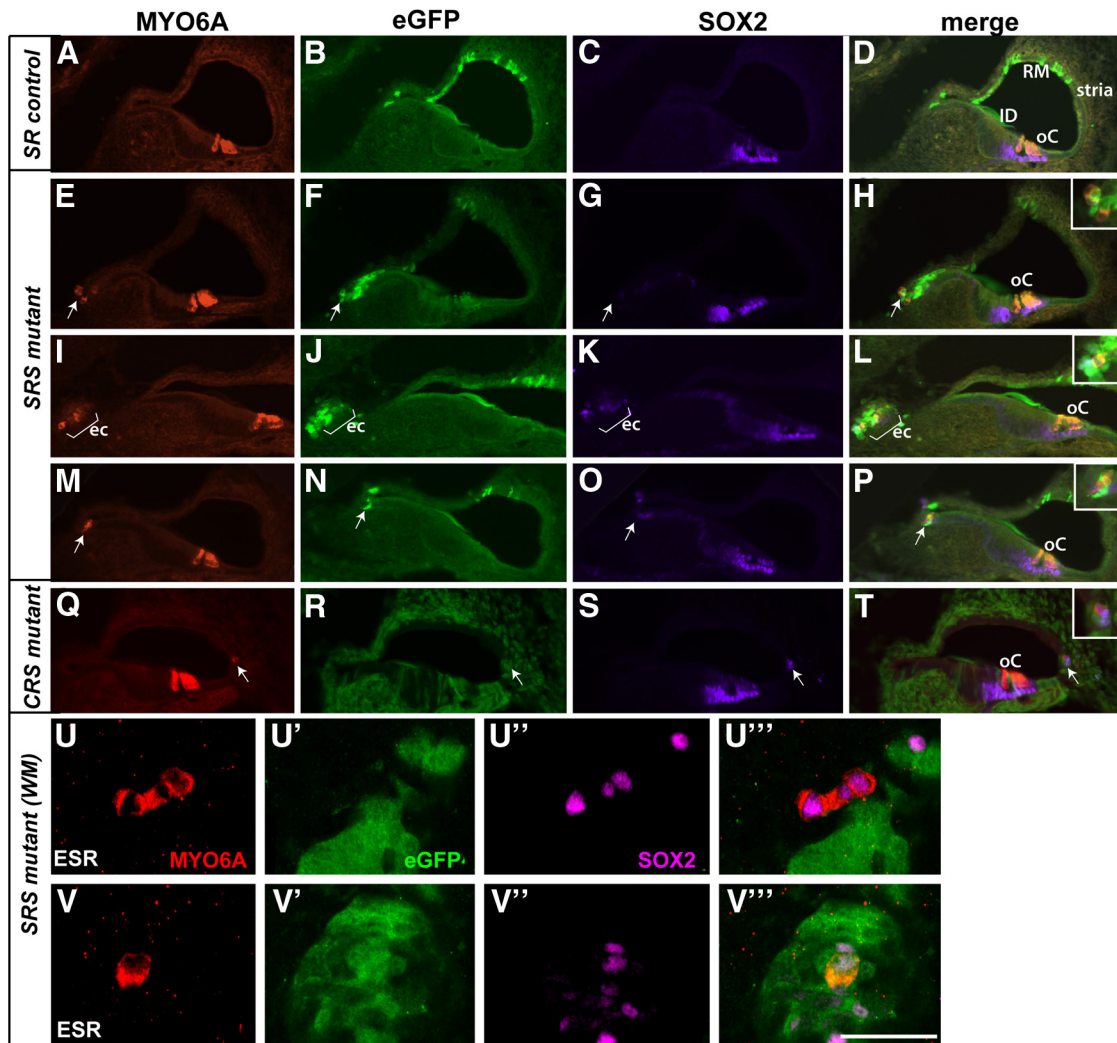 MYO6A eGFP SOX2 merge
SR control
A B C D
RM
stria
ID
oC
SRS mutant
E F G H
oC
I J K L
ec ec ec ec
oC
M N O P
oC
CRS mutant
Q R S T
oC
SRS mutant (WM)
U U' U'' U'''
ESR MYO6A eGFP SOX2
V V' V'' V'''
ESR